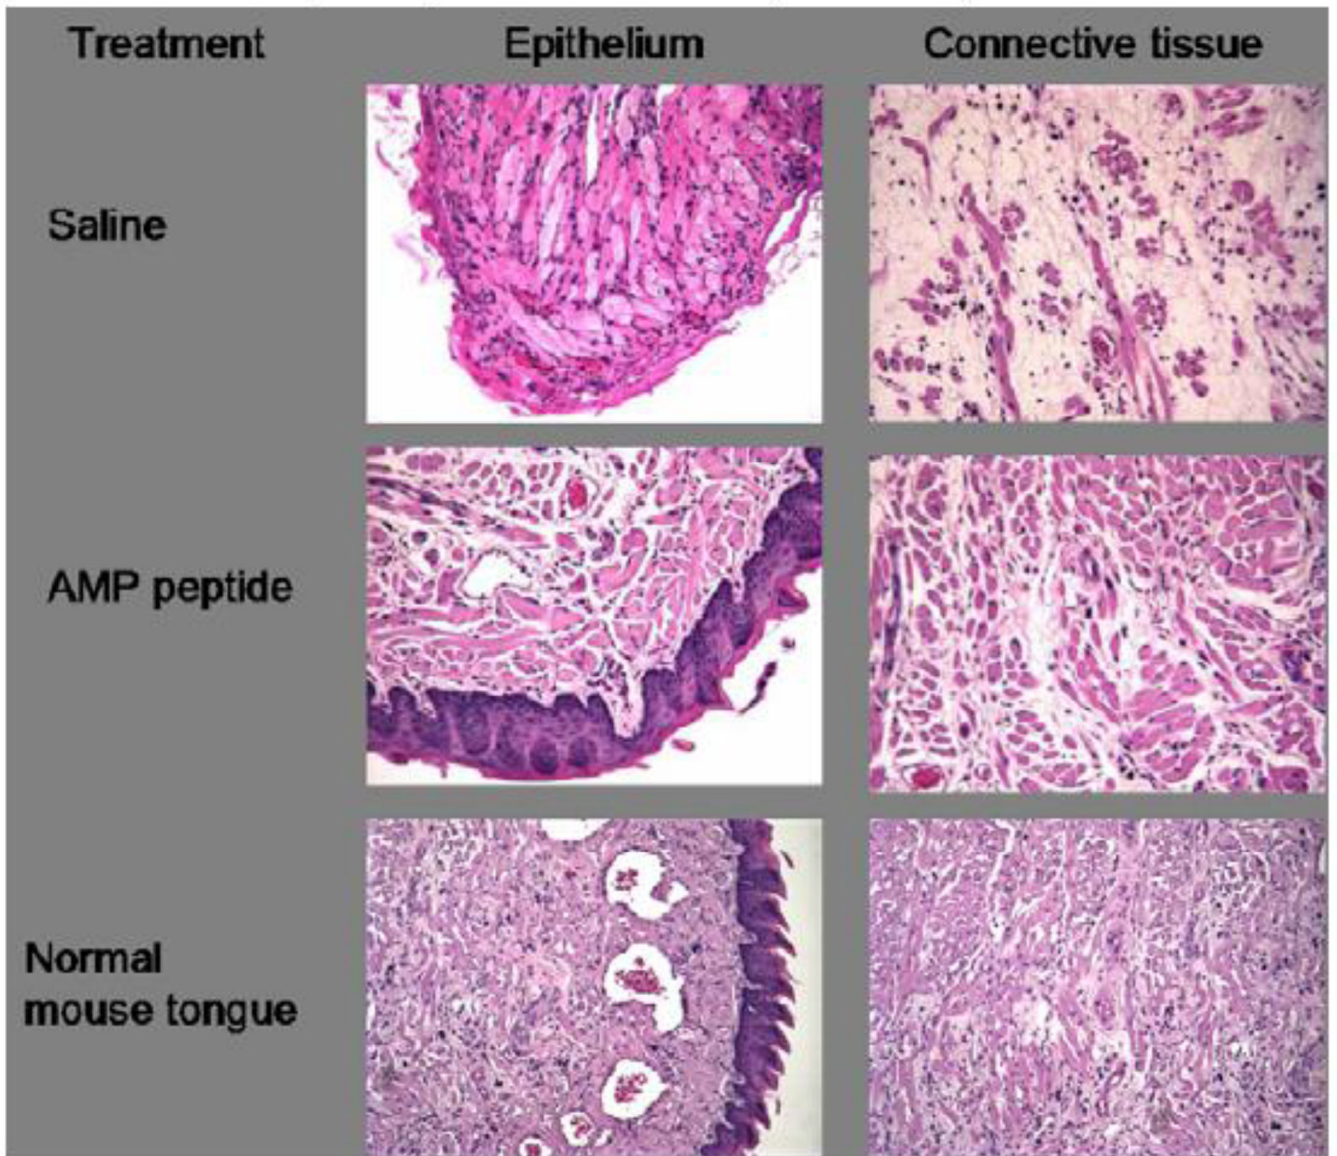 Treatment Epithelium Connective tissue
Saline
AMP peptide
Normal
mouse tongue